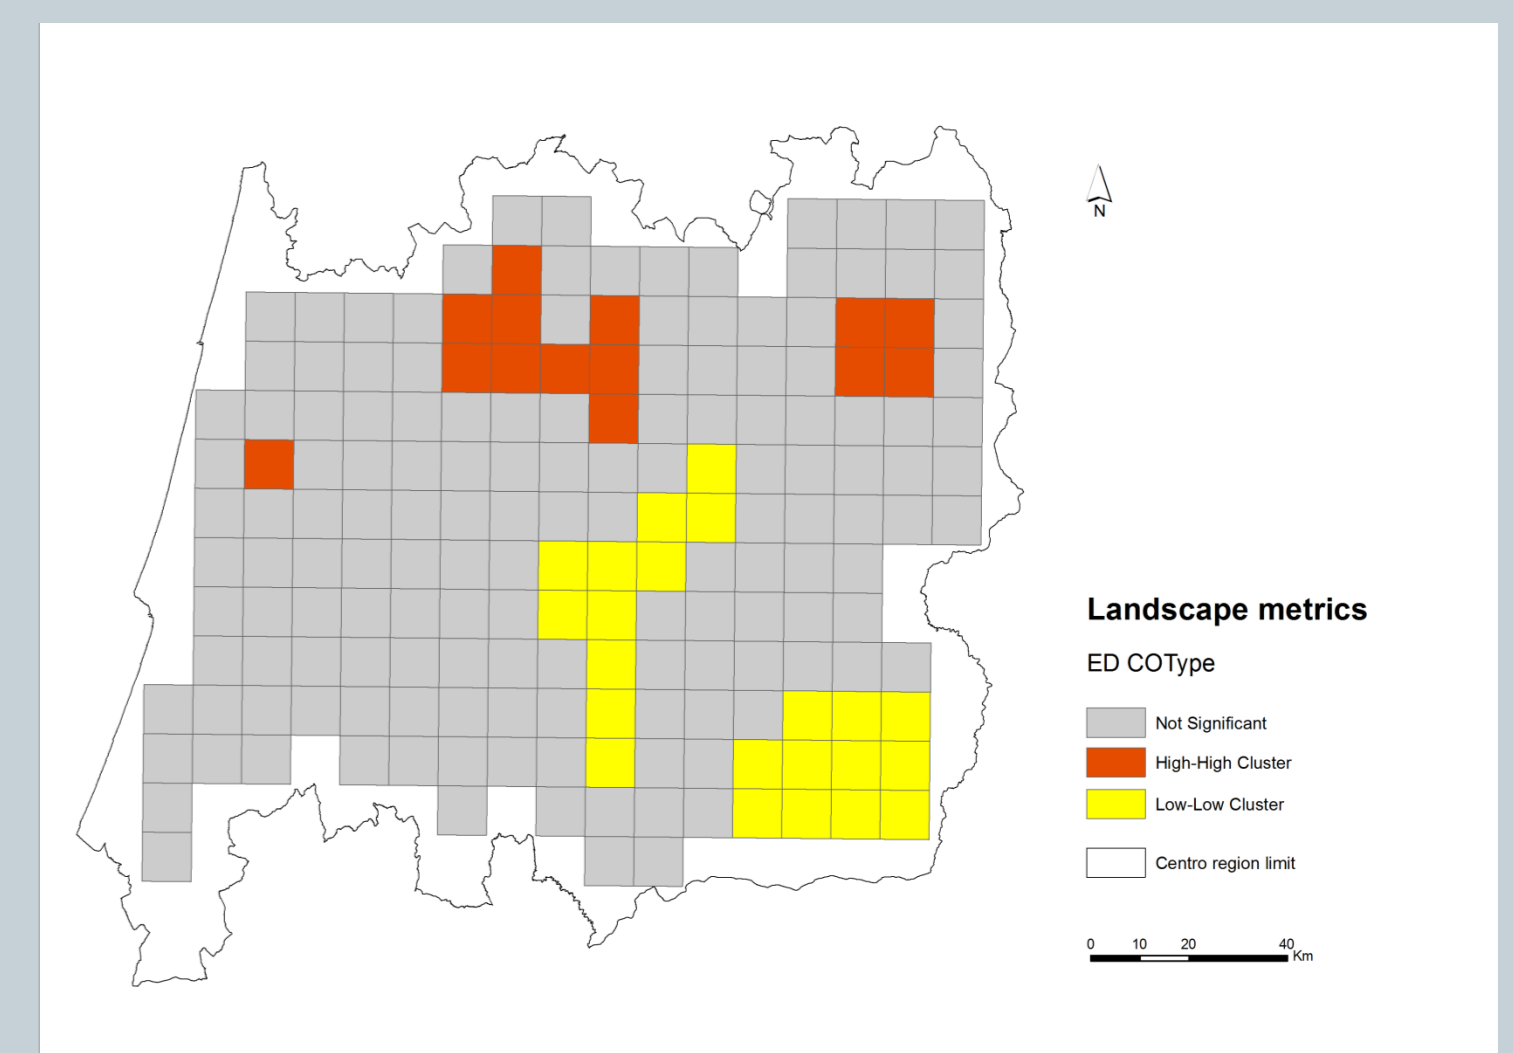 N
Landscape metrics
ED COType
Not Significant
High-High Cluster
Low-Low Cluster
Centro region limit
0 10 20 40
Km